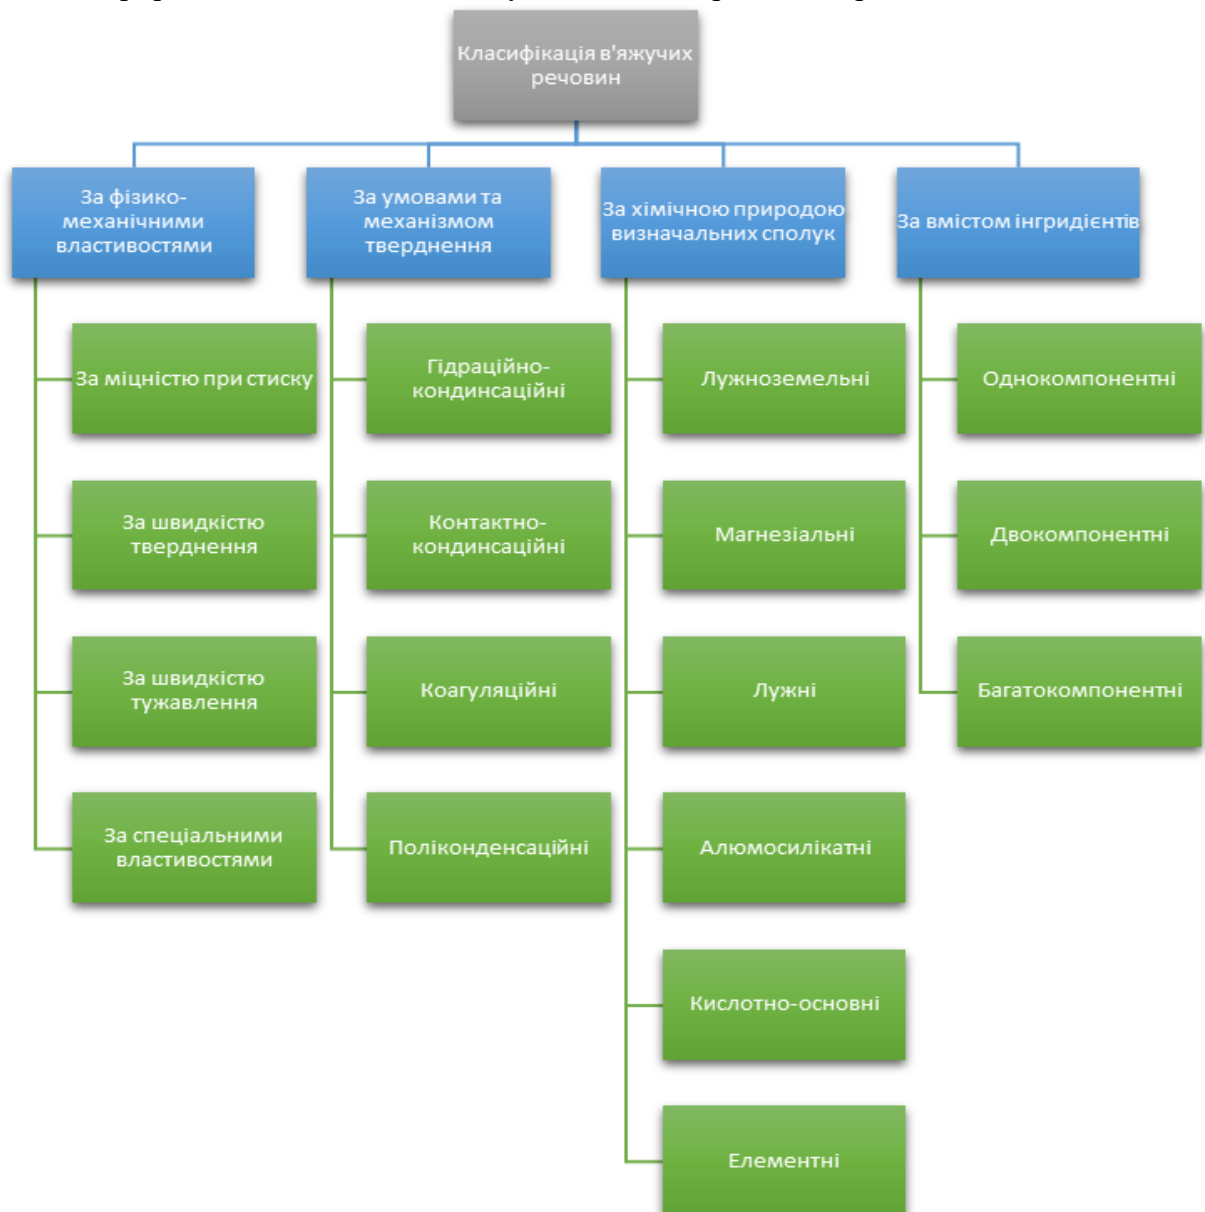 Класифікація в'яжучих
речовин
За фізико-
механічними
властивостями
За умовами та
механізмом
тверднення
За хімічною природою
визначальних сполук
За вмістом інгридієнтів
За міцністю при стиску
За швидкістю
тверднення
За швидкістю
тужавлення
За спеціальними
властивостями
Гідраційно-
кондинсаційні
Контактно-
кондинсаційні
Коагуляційні
Поліконденсаційні
Лужноземельні
Магнезіальні
Лужні
Алюмосилікатні
Кислотно-основні
Елементні
Однокомпонентні
Двокомпонентні
Багатокомпонентні